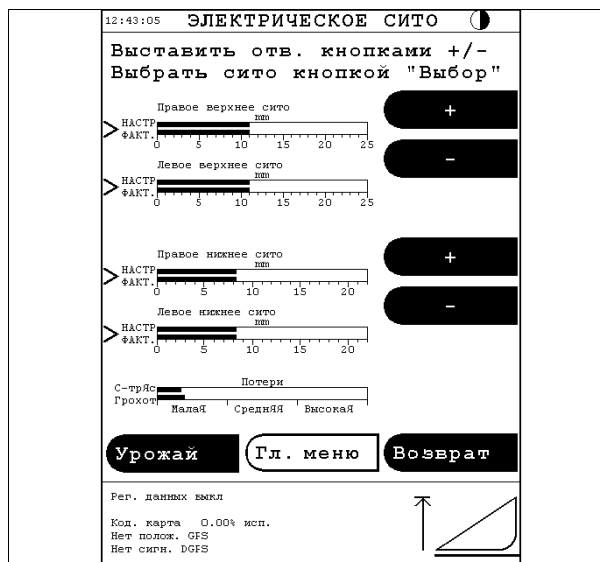 12:43:05 ЭЛЕКТРИЧЕСКОЕ СИТО
Выставить отв. кнопками +/-
Выбрать сито кнопкой "Выбор"
Правое верхнее сито
mm
НАСТР
ФАКТ.
0 5 10 15 20 25
+
Левое верхнее сито
mm
НАСТР
ФАКТ.
0 5 10 15 20 25
-
Правое нижнее сито
mm
НАСТР
ФАКТ.
0 5 10 15 20
+
Левое нижнее сито
mm
НАСТР
ФАКТ.
0 5 10 15 20
-
Потери
С-трЯс
Грохот
МалаЯ СреднЯЯ ВысокаЯ
Урожай Гл. меню Возврат
Рег. данных выкл
Код. карта 0.00% исп.
Нет полож. GPS
Нет сигн. DGPS